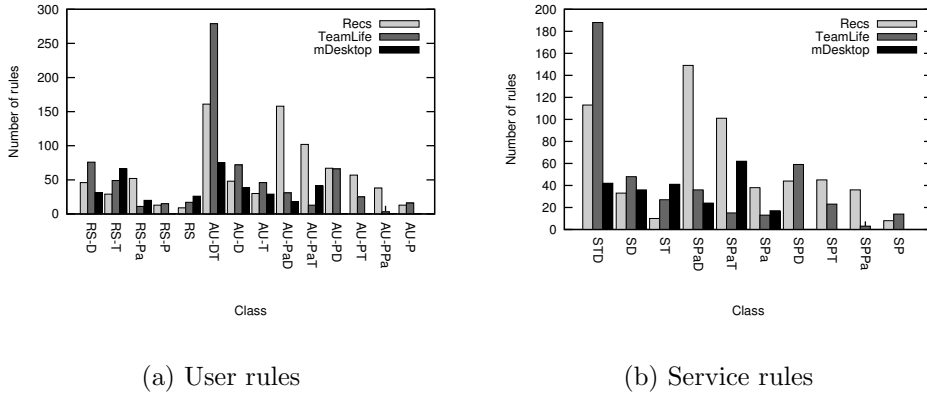 Number of rules
300
250
200
150
100
50
0
Recs
TeamLife
mDesktop
RS-D
RS-T
RS-Pa
RS-P
RS
AU-DT
AU-D
AU-T
AU-PaD
AU-PaT
AU-PD
AU-PT
AU-PPa
AU-P
Class
(a) User rules
Number of rules
200
180
160
140
120
100
80
60
40
20
0
Recs
TeamLife
mDesktop
STD
SD
ST
SPaD
SPaT
SPa
SPD
SPT
SPPa
SP
Class
(b) Service rules